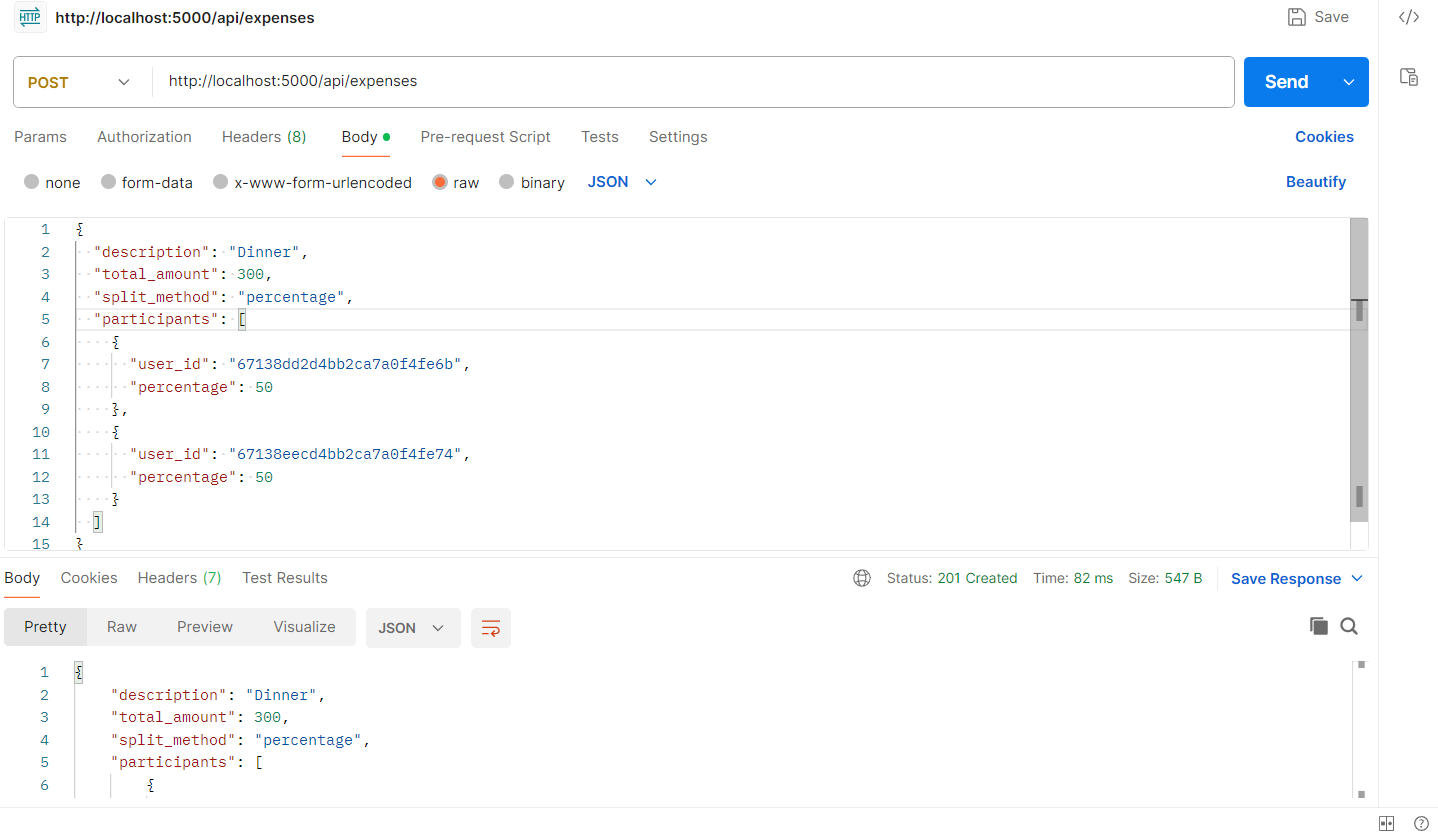 HTTP http://localhost:5000/api/expenses Save
POST http://localhost:5000/api/expenses Send
Params Authorization Headers (8) Body Pre-request Script Tests Settings Cookies
none form-data x-www-form-urlencoded raw binary JSON Beautify
1 {
2 "description": "Dinner",
3 "total_amount": 300,
4 "split_method": "percentage",
5 "participants": [
6 {
7 "user_id": "67138dd2d4bb2ca7a0f4fe6b",
8 "percentage": 50
9 },
10 {
11 "user_id": "67138eecd4bb2ca7a0f4fe74",
12 "percentage": 50
13 }
14 ]
15 }
Body Cookies Headers (7) Test Results Status: 201 Created Time: 82 ms Size: 547 B Save Response
Pretty Raw Preview Visualize JSON
1 {
2 "description": "Dinner",
3 "total_amount": 300,
4 "split_method": "percentage",
5 "participants": [
6 {